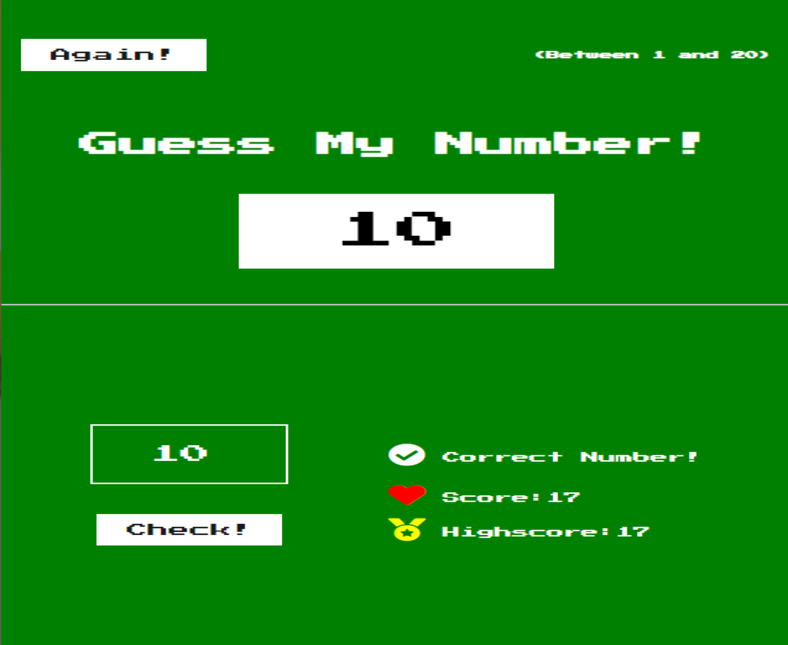 Again!
(Between 1 and 20)
Guess My Number!
10
10
Correct Number!
Score:17
Check!
Highscore:17